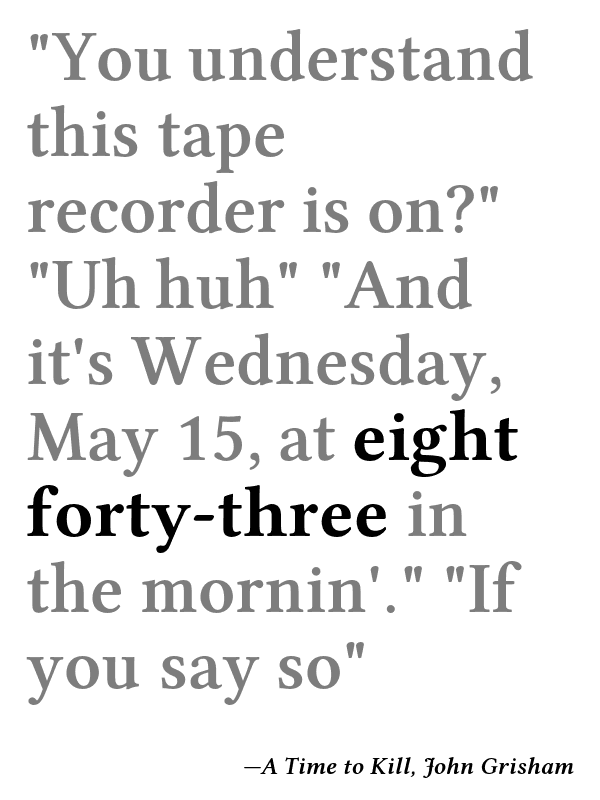 "You understand
this tape
recorder is on?"
"Uh huh" "And
it's Wednesday,
May 15, at eight
forty-three in
the mornin'." "If
you say so"
—A Time to Kill, John Grisham